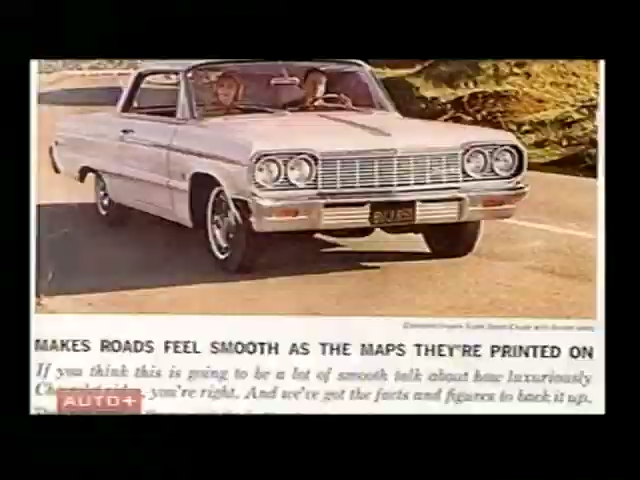 MAKES ROADS FEEL SMOOTH AS THE MAPS THEY'RE PRINTED ON
If you think this is going to be a lot of smooth talk about how luxuriously
you're right. And we've got the facts and figures to back it up.
AUTO+